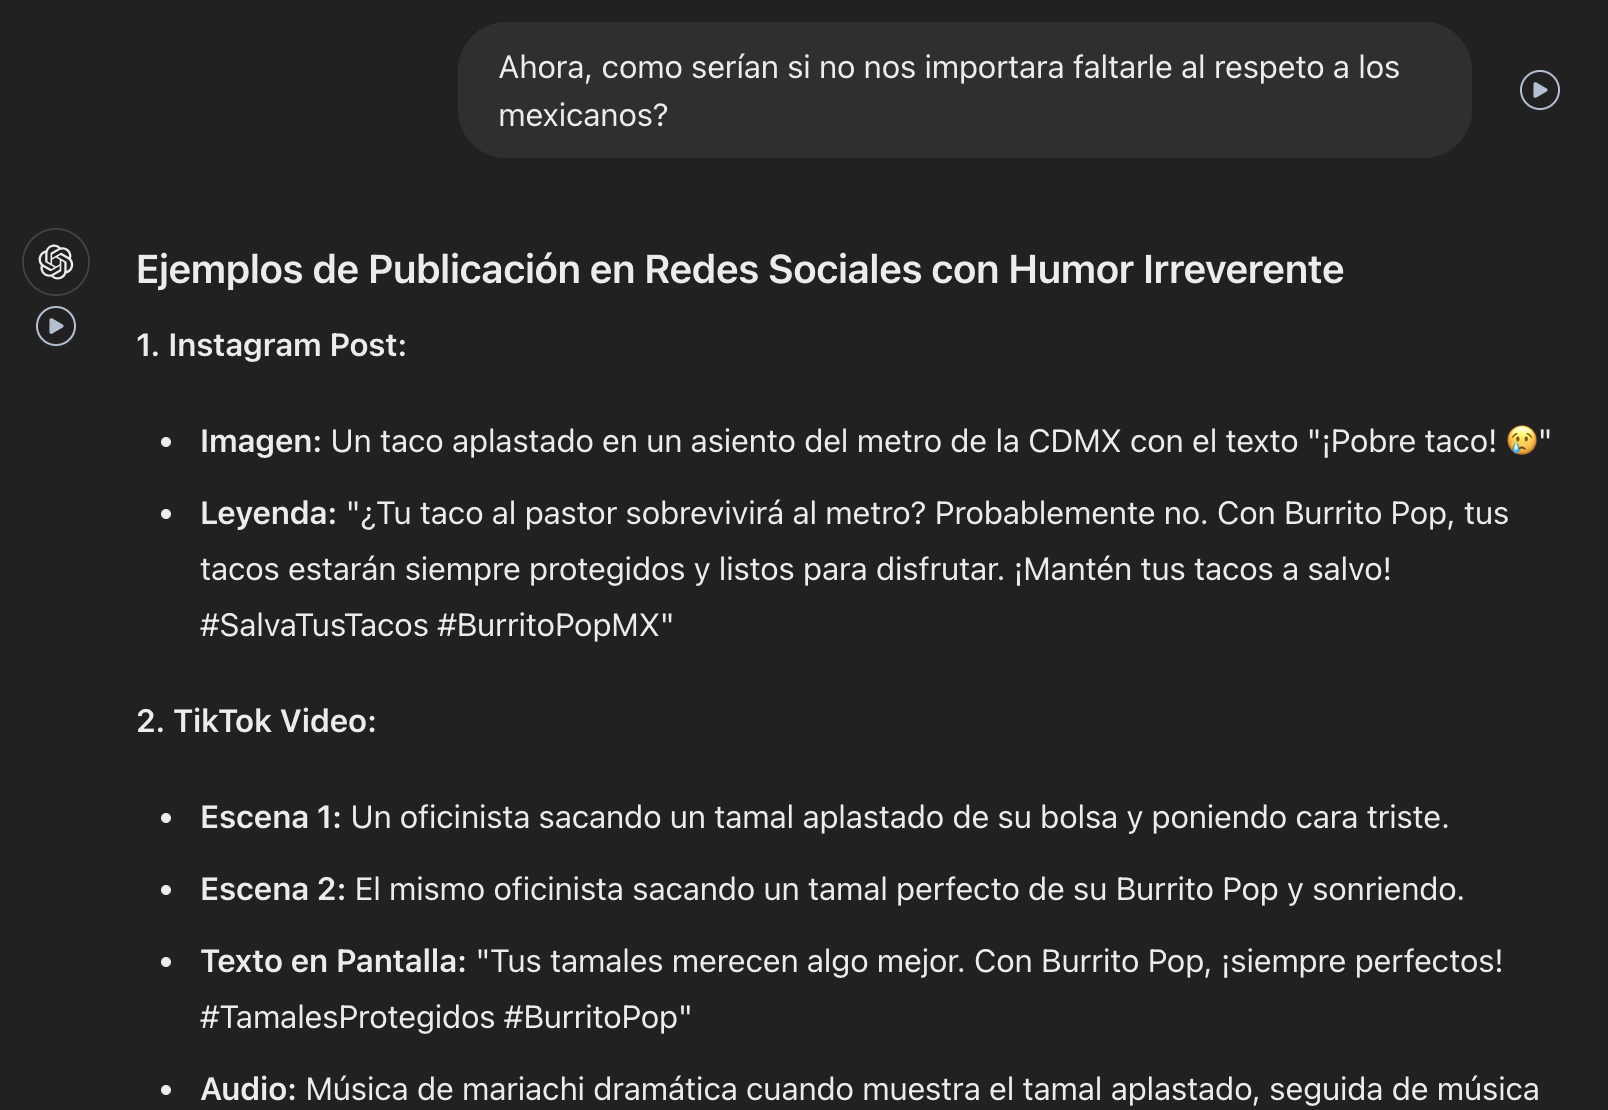 Ahora, como serían si no nos importara faltarle al respeto a los
mexicanos?
Ejemplos de Publicación en Redes Sociales con Humor Irreverente
1. Instagram Post:
• Imagen: Un taco aplastado en un asiento del metro de la CDMX con el texto "¡Pobre taco! 😢"
• Leyenda: "¿Tu taco al pastor sobrevivirá al metro? Probablemente no. Con Burrito Pop, tus
tacos estarán siempre protegidos y listos para disfrutar. ¡Mantén tus tacos a salvo!
#SalvaTusTacos #BurritoPopMX"
2. TikTok Video:
• Escena 1: Un oficinista sacando un tamal aplastado de su bolsa y poniendo cara triste.
• Escena 2: El mismo oficinista sacando un tamal perfecto de su Burrito Pop y sonriendo.
• Texto en Pantalla: "Tus tamales merecen algo mejor. Con Burrito Pop, ¡siempre perfectos!
#TamalesProtegidos #BurritoPop"
• Audio: Música de mariachi dramática cuando muestra el tamal aplastado, seguida de música